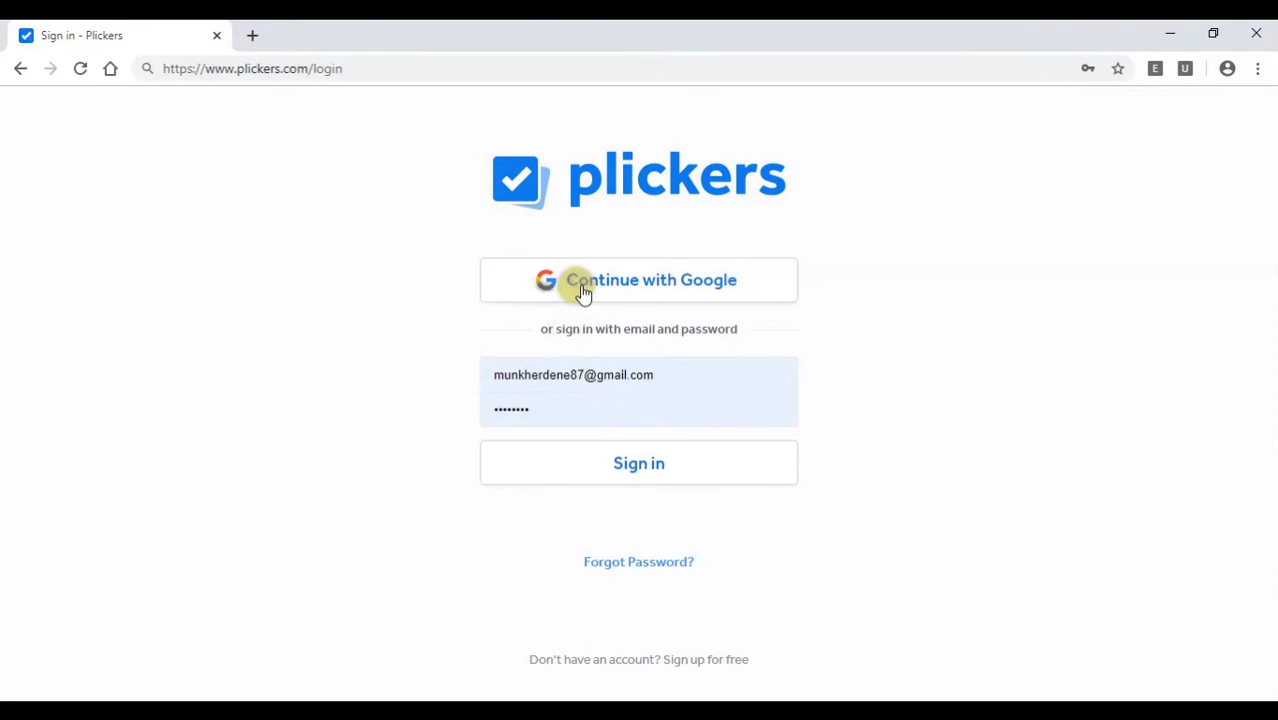 Sign in - Plickers
https://www.plickers.com/login
E U
plickers
Continue with Google
or sign in with email and password
munkherdene87@gmail.com
••••••••
Sign in
Forgot Password?
Don't have an account? Sign up for free